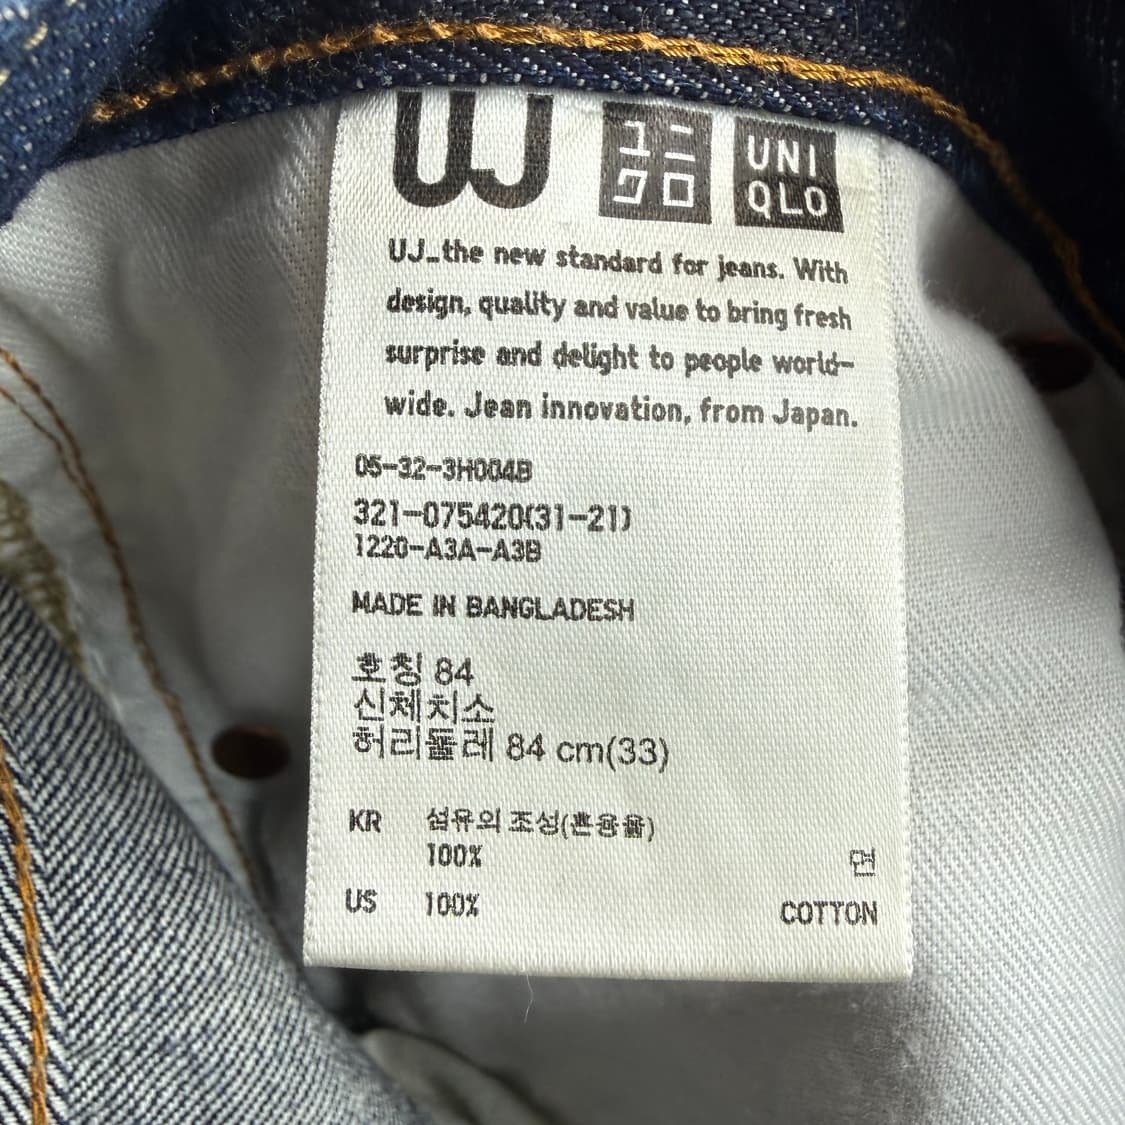 UJ
ユニ
クロ
UNI
QLO
UJ_the new standard for jeans. With
design, quality and value to bring fresh
surprise and delight to people world-
wide. Jean innovation, from Japan.
05-32-3H004B
321-075420(31-21)
1220-A3A-A3B
MADE IN BANGLADESH
호칭 84
신체치소
허리둘레 84 cm(33)
KR 섬유의 조성(혼용율)
100% 면
US 100% COTTON